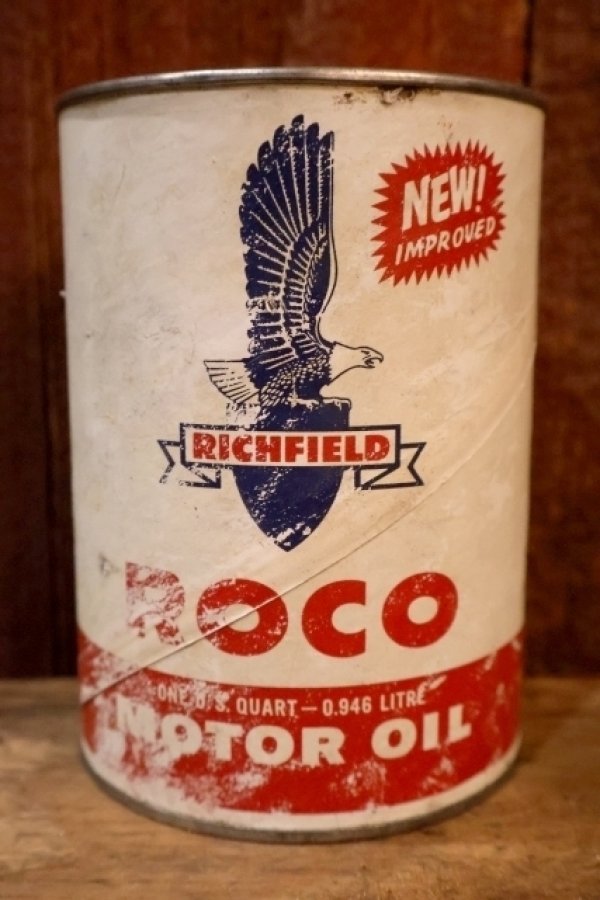 NEW!
IMPROVED
RICHFIELD
ROCO
ONE U.S. QUART — 0.946 LITRE
MOTOR OIL